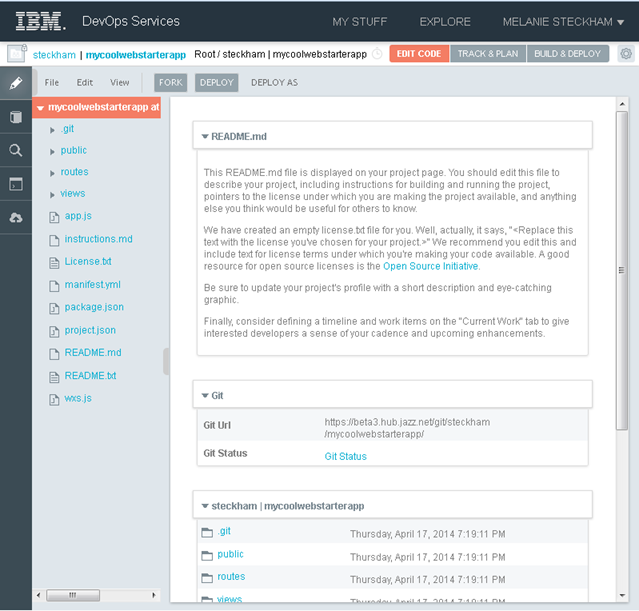 IBM. DevOps Services MY STUFF EXPLORE MELANIE STECKHAM
steckham | mycoolwebstarterapp Root / steckham | mycoolwebstarterapp EDIT CODE TRACK & PLAN BUILD & DEPLOY
File Edit View FORK DEPLOY DEPLOY AS
mycoolwebstarterapp at
.git
public
routes
views
app.js
instructions.md
License.txt
manifest.yml
package.json
project.json
README.md
README.txt
wxs.js
README.md
This README.md file is displayed on your project page. You should edit this file to
describe your project, including instructions for building and running the project,
pointers to the license under which you are making the project available, and anything
else you think would be useful for others to know.
We have created an empty license.txt file for you. Well, actually, it says, "<Replace this
text with the license you've chosen for your project.>" We recommend you edit this and
include text for license terms under which you're making your code available. A good
resource for open source licenses is the Open Source Initiative.
Be sure to update your project's profile with a short description and eye-catching
graphic.
Finally, consider defining a timeline and work items on the "Current Work" tab to give
interested developers a sense of your cadence and upcoming enhancements.
Git
Git Url https://beta3.hub.jazz.net/git/steckham
/mycoolwebstarterapp/
Git Status Git Status
steckham | mycoolwebstarterapp
.git Thursday, April 17, 2014 7:19:11 PM
public Thursday, April 17, 2014 7:19:11 PM
routes Thursday, April 17, 2014 7:19:11 PM
views Thursday, April 17, 2014 7:19:11 PM